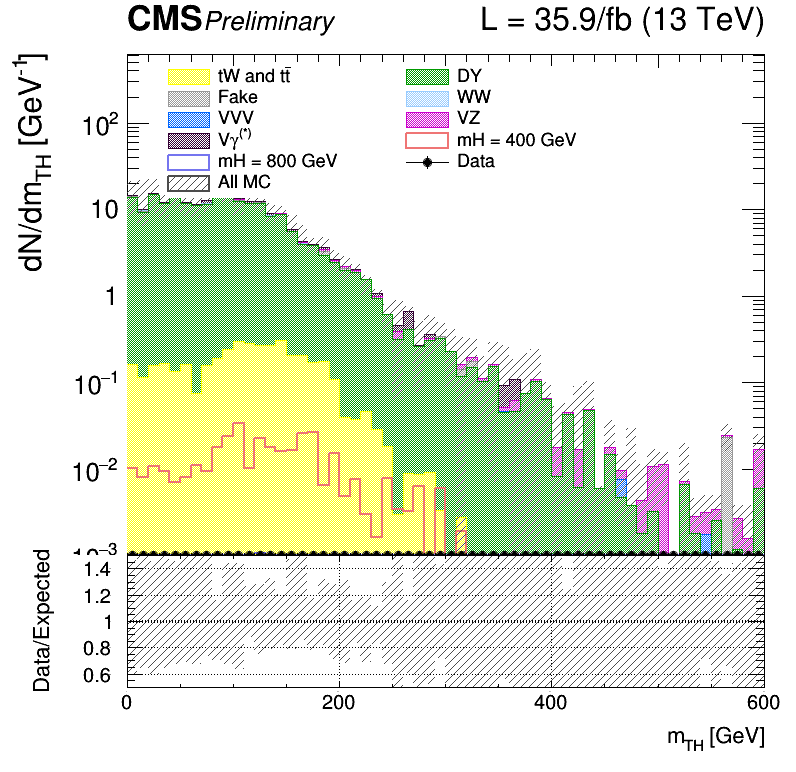 CMS Preliminary L = 35.9/fb (13 TeV)
dN/dm_TH [GeV⁻¹]
tW and tt̅ DY
Fake WW
VVV VZ
Vγ(*) mH = 400 GeV
mH = 800 GeV Data
All MC
10²
10
1
10⁻¹
10⁻²
10⁻³
Data/Expected
1.4
1.2
1
0.8
0.6
0 200 400 600
m_TH [GeV]